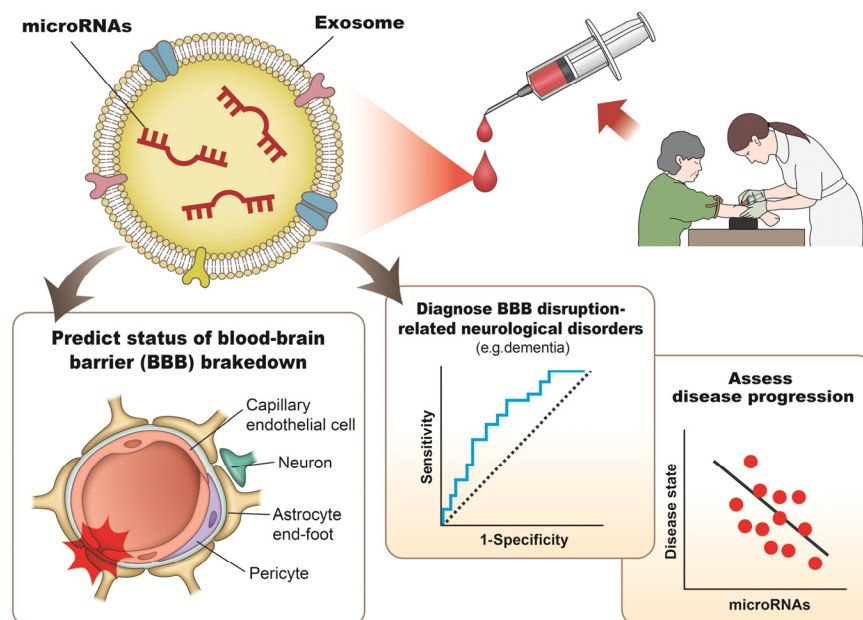 microRNAs
Exosome
Predict status of blood-brain
barrier (BBB) brakedown
Capillary
endothelial cell
Neuron
Astrocyte
end-foot
Pericyte
Diagnose BBB disruption-
related neurological disorders
(e.g.dementia)
Sensitivity
1-Specificity
Assess
disease progression
Disease state
microRNAs